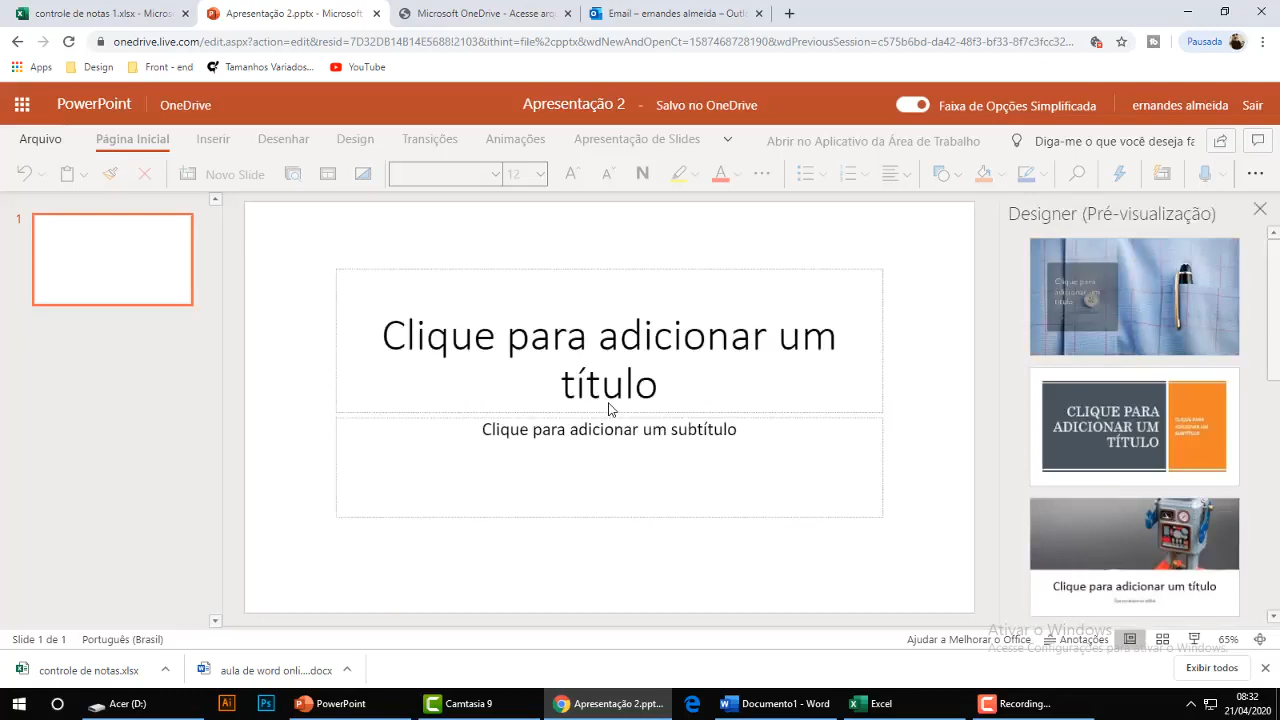 controle de notas 1.xlsx - Micros
Apresentação 2.pptx - Microsoft
Microsoft OneDrive - Acesse arq
Email – ernandes almeida – Outl
onedrive.live.com/edit.aspx?action=edit&resid=7D32DB14B14E5688!2103&ithint=file%2cpptx&wdNewAndOpenCt=1587468728190&wdPreviousSession=c575b6bd-da42-48f3-bf33-8f7c3fcc32...
Pausada
Apps
Design
Front - end
Tamanhos Variados...
YouTube
PowerPoint
OneDrive
Apresentação 2 - Salvo no OneDrive
Faixa de Opções Simplificada
ernandes almeida
Sair
Arquivo
Página Inicial
Inserir
Desenhar
Design
Transições
Animações
Apresentação de Slides
Abrir no Aplicativo da Área de Trabalho
Diga-me o que você deseja fa
Novo Slide
12
N
A
1
Clique para adicionar um
título
Clique para adicionar um subtítulo
Designer (Pré-visualização)
Clique para
adicionar um
título
CLIQUE PARA
ADICIONAR UM
TÍTULO
Clique para adicionar um título
Ativar o Windows
Acesse Configurações para ativar o Windows.
Slide 1 de 1
Português (Brasil)
Ajudar a Melhorar o Office
Anotações
65%
controle de notas.xlsx
aula de word onli....docx
Exibir todos
Acer (D:)
Ai
Ps
PowerPoint
Camtasia 9
Apresentação 2.ppt...
Documento1 - Word
Excel
Recording...
08:32
21/04/2020